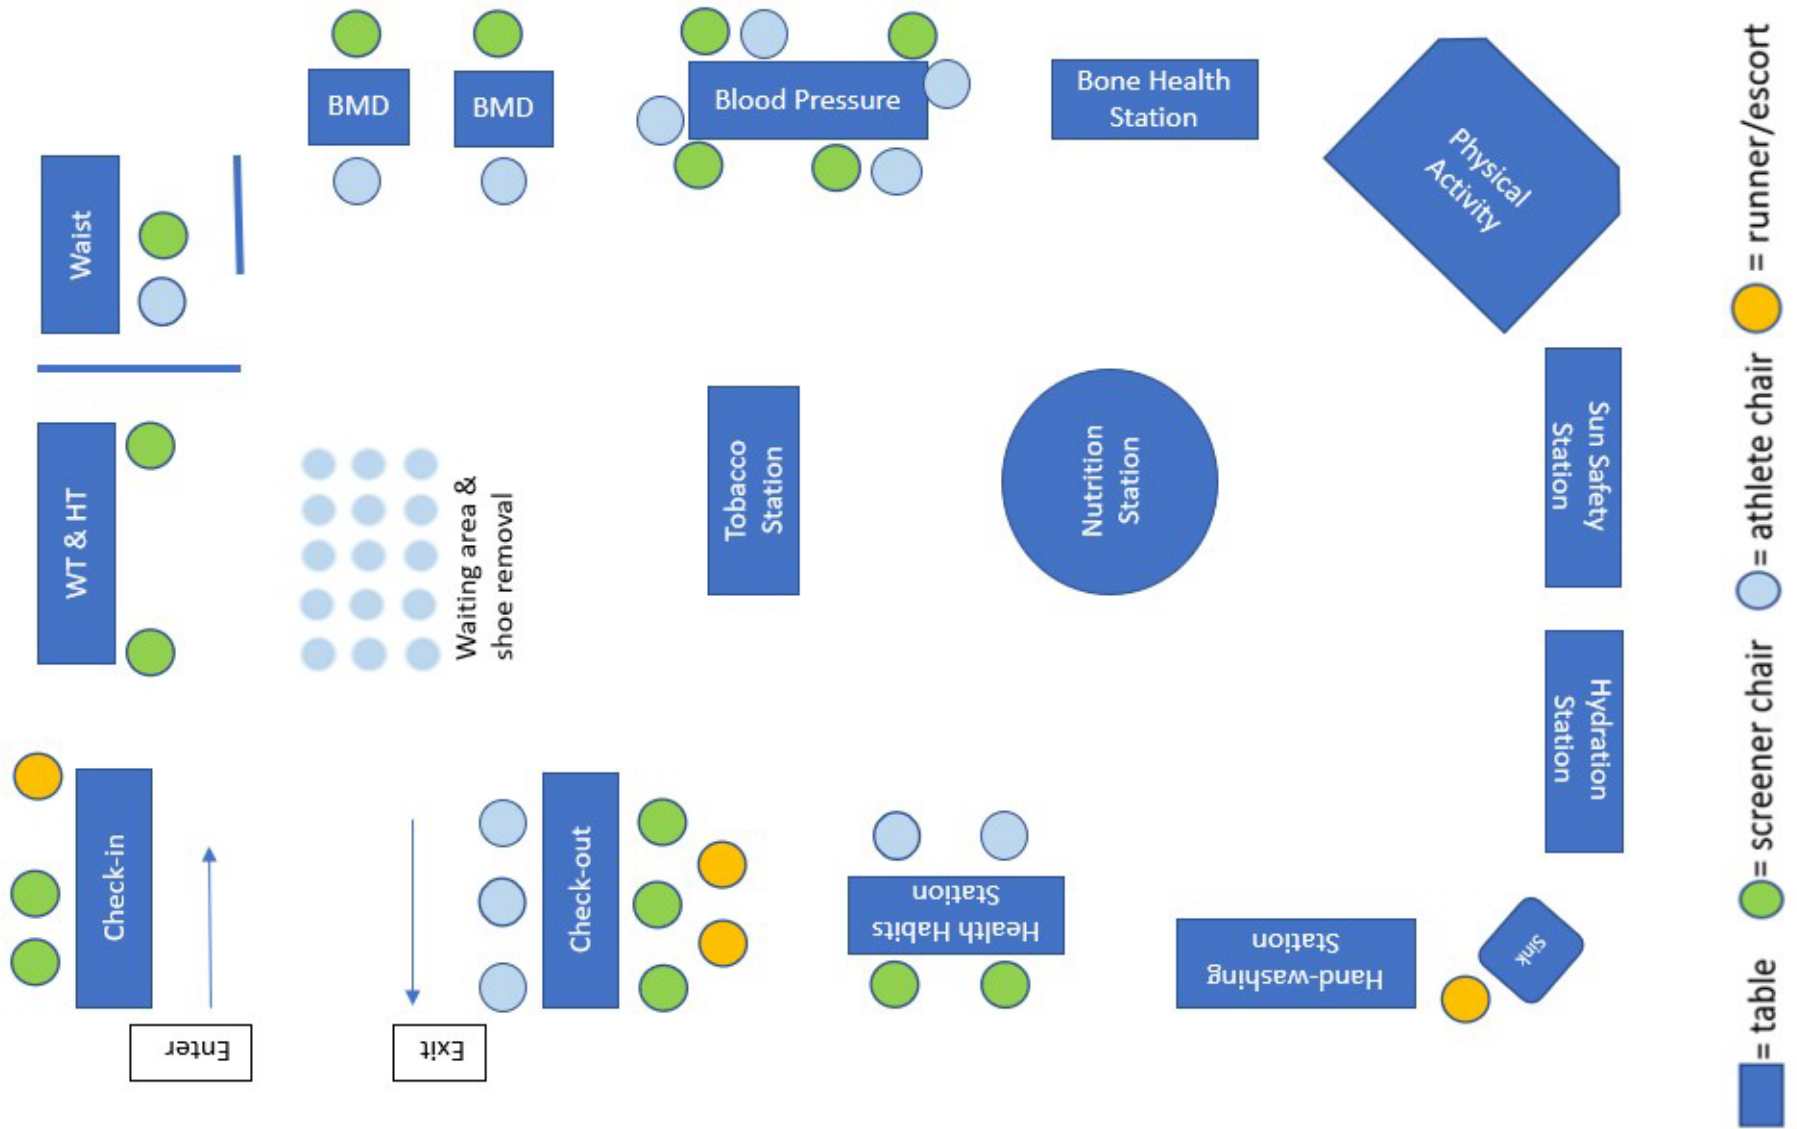 BMD
BMD
Blood Pressure
Bone Health
Station
Physical
Activity
Waist
WT & HT
Waiting area &
shoe removal
Tobacco
Station
Nutrition
Station
Sun Safety
Station
Hydration
Station
Check-in
Check-out
Health Habits
Station
Hand-washing
Station
Sink
Enter
Exit
= table
= screener chair
= athlete chair
= runner/escort